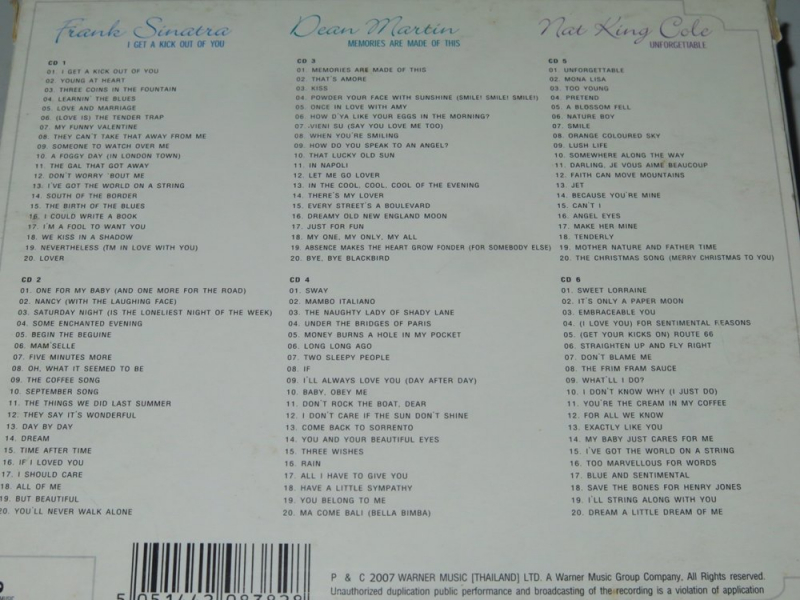 Frank Sinatra
I GET A KICK OUT OF YOU
CD 1
01. I GET A KICK OUT OF YOU
02. YOUNG AT HEART
03. THREE COINS IN THE FOUNTAIN
04. LEARNIN' THE BLUES
05. LOVE AND MARRIAGE
06. (LOVE IS) THE TENDER TRAP
07. MY FUNNY VALENTINE
08. THEY CAN'T TAKE THAT AWAY FROM ME
09. SOMEONE TO WATCH OVER ME
10. A FOGGY DAY (IN LONDON TOWN)
11. THE GAL THAT GOT AWAY
12. DON'T WORRY 'BOUT ME
13. I'VE GOT THE WORLD ON A STRING
14. SOUTH OF THE BORDER
15. THE BIRTH OF THE BLUES
16. I COULD WRITE A BOOK
17. I'M A FOOL TO WANT YOU
18. WE KISS IN A SHADOW
19. NEVERTHELESS (I'M IN LOVE WITH YOU)
20. LOVER
CD 2
01. ONE FOR MY BABY (AND ONE MORE FOR THE ROAD)
02. NANCY (WITH THE LAUGHING FACE)
03. SATURDAY NIGHT (IS THE LONELIEST NIGHT OF THE WEEK)
04. SOME ENCHANTED EVENING
05. BEGIN THE BEGUINE
06. MAM'SELLE
07. FIVE MINUTES MORE
08. OH, WHAT IT SEEMED TO BE
09. THE COFFEE SONG
10. SEPTEMBER SONG
11. THE THINGS WE DID LAST SUMMER
12. THEY SAY IT'S WONDERFUL
13. DAY BY DAY
14. DREAM
15. TIME AFTER TIME
16. IF I LOVED YOU
17. I SHOULD CARE
18. ALL OF ME
19. BUT BEAUTIFUL
20. YOU'LL NEVER WALK ALONE
Dean Martin
MEMORIES ARE MADE OF THIS
CD 3
01. MEMORIES ARE MADE OF THIS
02. THAT'S AMORE
03. KISS
04. POWDER YOUR FACE WITH SUNSHINE (SMILE! SMILE! SMILE!)
05. ONCE IN LOVE WITH AMY
06. HOW D'YA LIKE YOUR EGGS IN THE MORNING?
07. -VIENI SU (SAY YOU LOVE ME TOO)
08. WHEN YOU'RE SMILING
09. HOW DO YOU SPEAK TO AN ANGEL?
10. THAT LUCKY OLD SUN
11. IN NAPOLI
12. LET ME GO LOVER
13. IN THE COOL, COOL, COOL OF THE EVENING
14. THERE'S MY LOVER
15. EVERY STREET'S A BOULEVARD
16. DREAMY OLD NEW ENGLAND MOON
17. JUST FOR FUN
18. MY ONE, MY ONLY, MY ALL
19. ABSENCE MAKES THE HEART GROW FONDER (FOR SOMEBODY ELSE)
20. BYE, BYE BLACKBIRD
CD 4
01. SWAY
02. MAMBO ITALIANO
03. THE NAUGHTY LADY OF SHADY LANE
04. UNDER THE BRIDGES OF PARIS
05. MONEY BURNS A HOLE IN MY POCKET
06. LONG LONG AGO
07. TWO SLEEPY PEOPLE
08. IF
09. I'LL ALWAYS LOVE YOU (DAY AFTER DAY)
10. BABY, OBEY ME
11. DON'T ROCK THE BOAT, DEAR
12. I DON'T CARE IF THE SUN DON'T SHINE
13. COME BACK TO SORRENTO
14. YOU AND YOUR BEAUTIFUL EYES
15. THREE WISHES
16. RAIN
17. ALL I HAVE TO GIVE YOU
18. HAVE A LITTLE SYMPATHY
19. YOU BELONG TO ME
20. MA COME BALI (BELLA BIMBA)
Nat King Cole
UNFORGETTABLE
CD 5
01. UNFORGETTABLE
02. MONA LISA
03. TOO YOUNG
04. PRETEND
05. A BLOSSOM FELL
06. NATURE BOY
07. SMILE
08. ORANGE COLOURED SKY
09. LUSH LIFE
10. SOMEWHERE ALONG THE WAY
11. DARLING, JE VOUS AIME BEAUCOUP
12. FAITH CAN MOVE MOUNTAINS
13. JET
14. BECAUSE YOU'RE MINE
15. CAN'T I
16. ANGEL EYES
17. MAKE HER MINE
18. TENDERLY
19. MOTHER NATURE AND FATHER TIME
20. THE CHRISTMAS SONG (MERRY CHRISTMAS TO YOU)
CD 6
01. SWEET LORRAINE
02. IT'S ONLY A PAPER MOON
03. EMBRACEABLE YOU
04. (I LOVE YOU) FOR SENTIMENTAL REASONS
05. (GET YOUR KICKS ON) ROUTE 66
06. STRAIGHTEN UP AND FLY RIGHT
07. DON'T BLAME ME
08. THE FRIM FRAM SAUCE
09. WHAT'LL I DO?
10. I DON'T KNOW WHY (I JUST DO)
11. YOU'RE THE CREAM IN MY COFFEE
12. FOR ALL WE KNOW
13. EXACTLY LIKE YOU
14. MY BABY JUST CARES FOR ME
15. I'VE GOT THE WORLD ON A STRING
16. TOO MARVELLOUS FOR WORDS
17. BLUE AND SENTIMENTAL
18. SAVE THE BONES FOR HENRY JONES
19. I'LL STRING ALONG WITH YOU
20. DREAM A LITTLE DREAM OF ME
P & C 2007 WARNER MUSIC [THAILAND] LTD. A Warner Music Group Company, All Rights Reserved.
Unauthorized duplication public performance and broadcasting of the recording is a violation of application